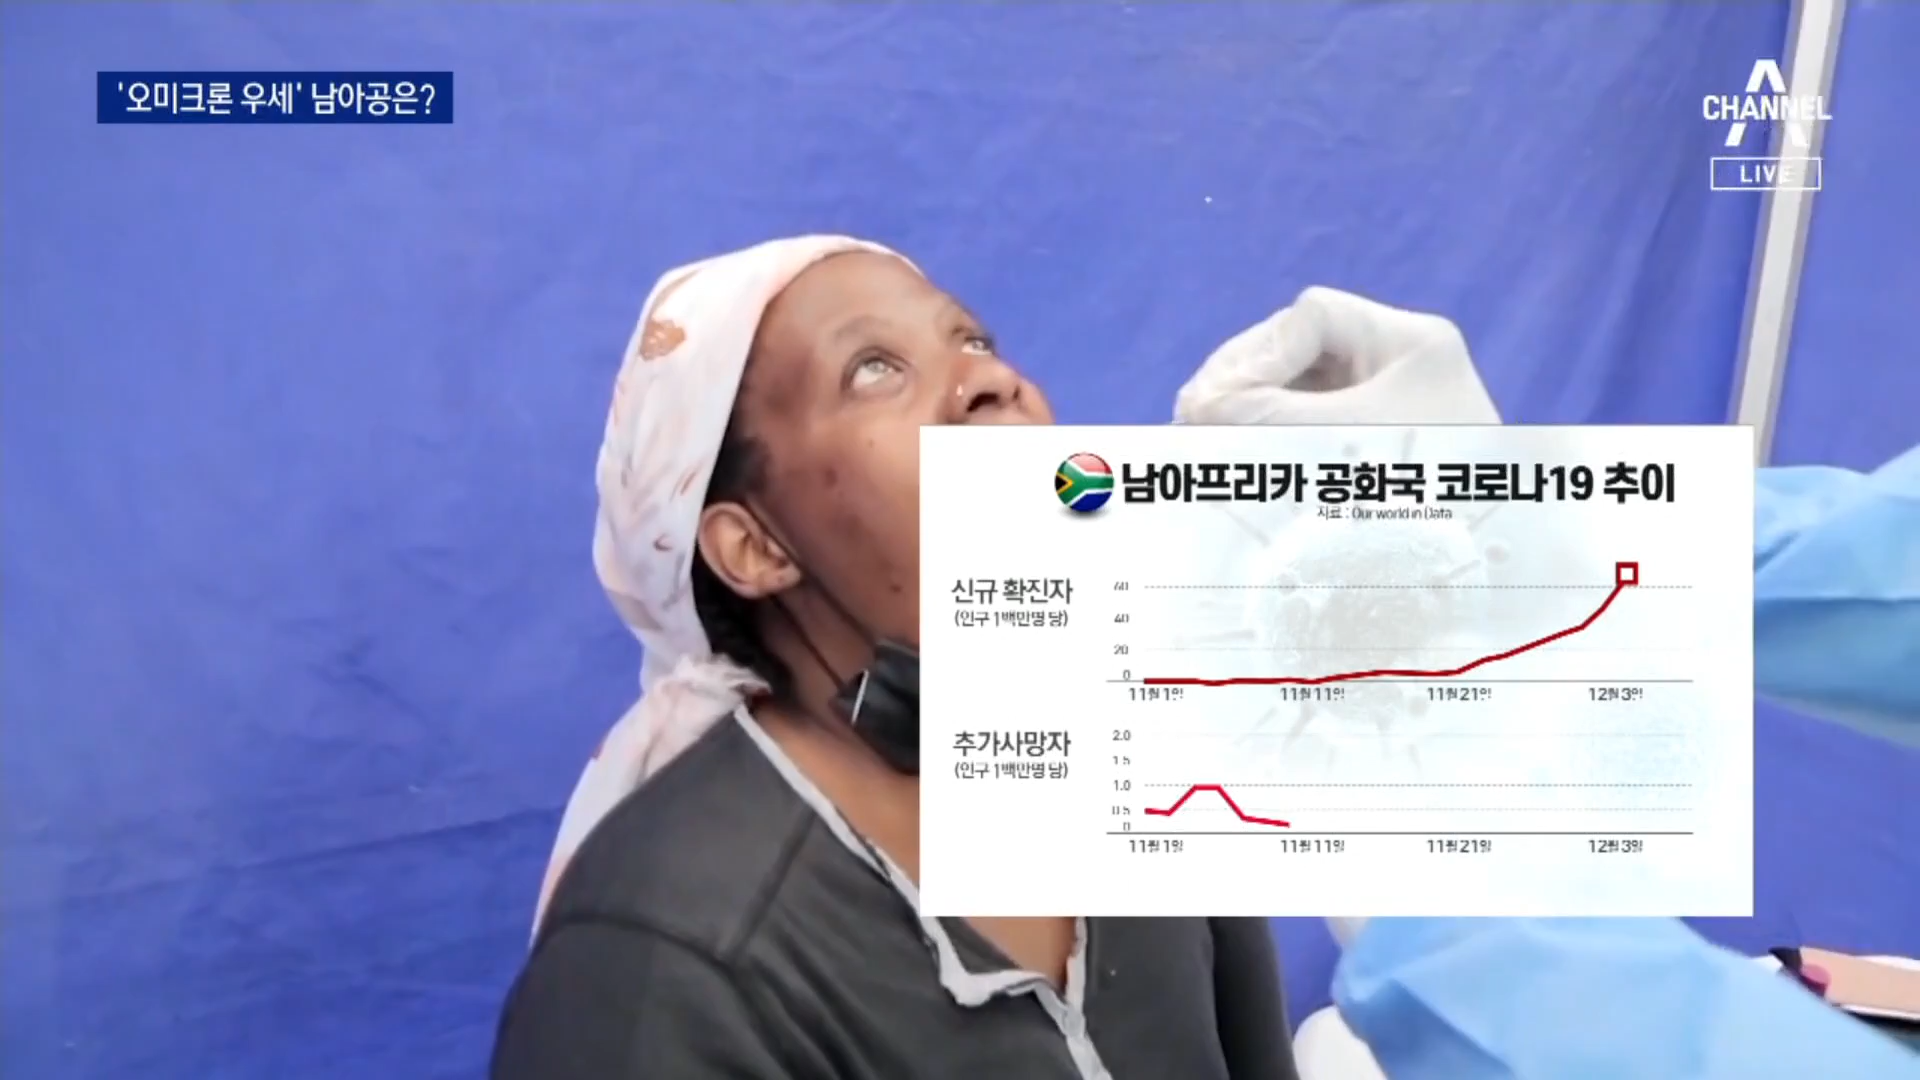 '오미크론 우세' 남아공은?
CHANNEL
LIVE
남아프리카 공화국 코로나19 추이
자료 : Our world in Data
신규 확진자
(인구 1백만명 당)
60
40
20
0
11월 1일 11월 11일 11월 21일 12월 3일
추가사망자
(인구 1백만명 당)
2.0
1.5
1.0
0.5
0
11월 1일 11월 11일 11월 21일 12월 3일